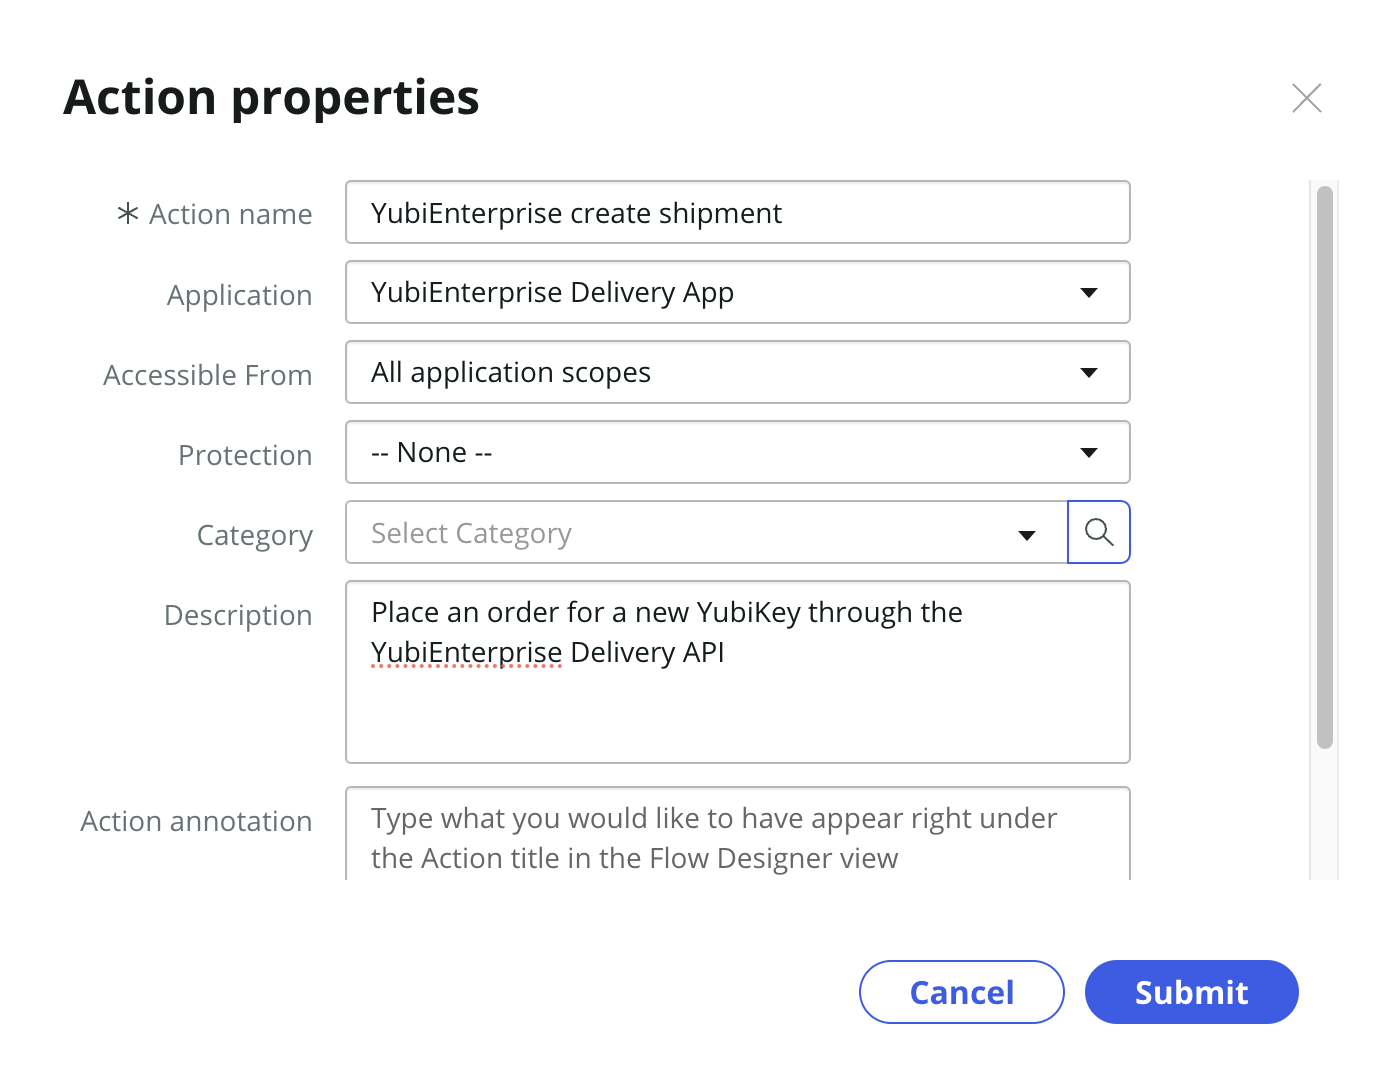 Action properties
* Action name
YubiEnterprise create shipment
Application
YubiEnterprise Delivery App
Accessible From
All application scopes
Protection
-- None --
Category
Select Category
Description
Place an order for a new YubiKey through the
YubiEnterprise Delivery API
Action annotation
Type what you would like to have appear right under
the Action title in the Flow Designer view
Cancel
Submit